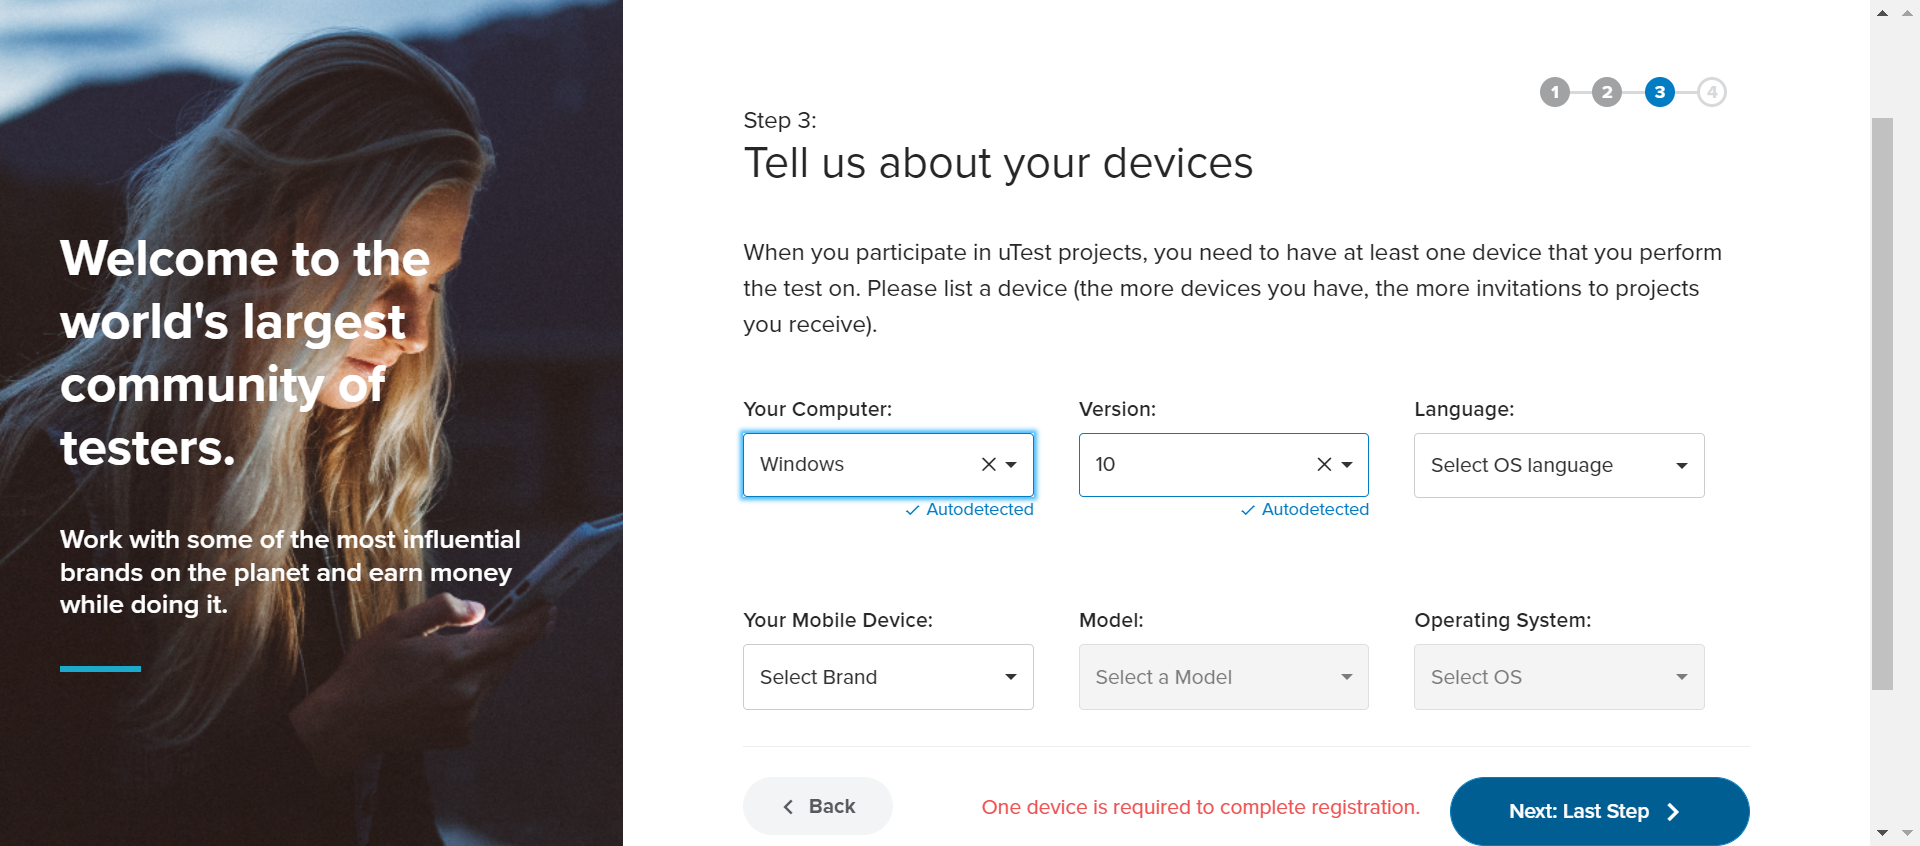 Welcome to the
world's largest
community of
testers.
Work with some of the most influential
brands on the planet and earn money
while doing it.
1 2 3 4
Step 3:
Tell us about your devices
When you participate in uTest projects, you need to have at least one device that you perform
the test on. Please list a device (the more devices you have, the more invitations to projects
you receive).
Your Computer: Version: Language:
Windows 10 Select OS language
Autodetected Autodetected
Your Mobile Device: Model: Operating System:
Select Brand Select a Model Select OS
Back One device is required to complete registration. Next: Last Step